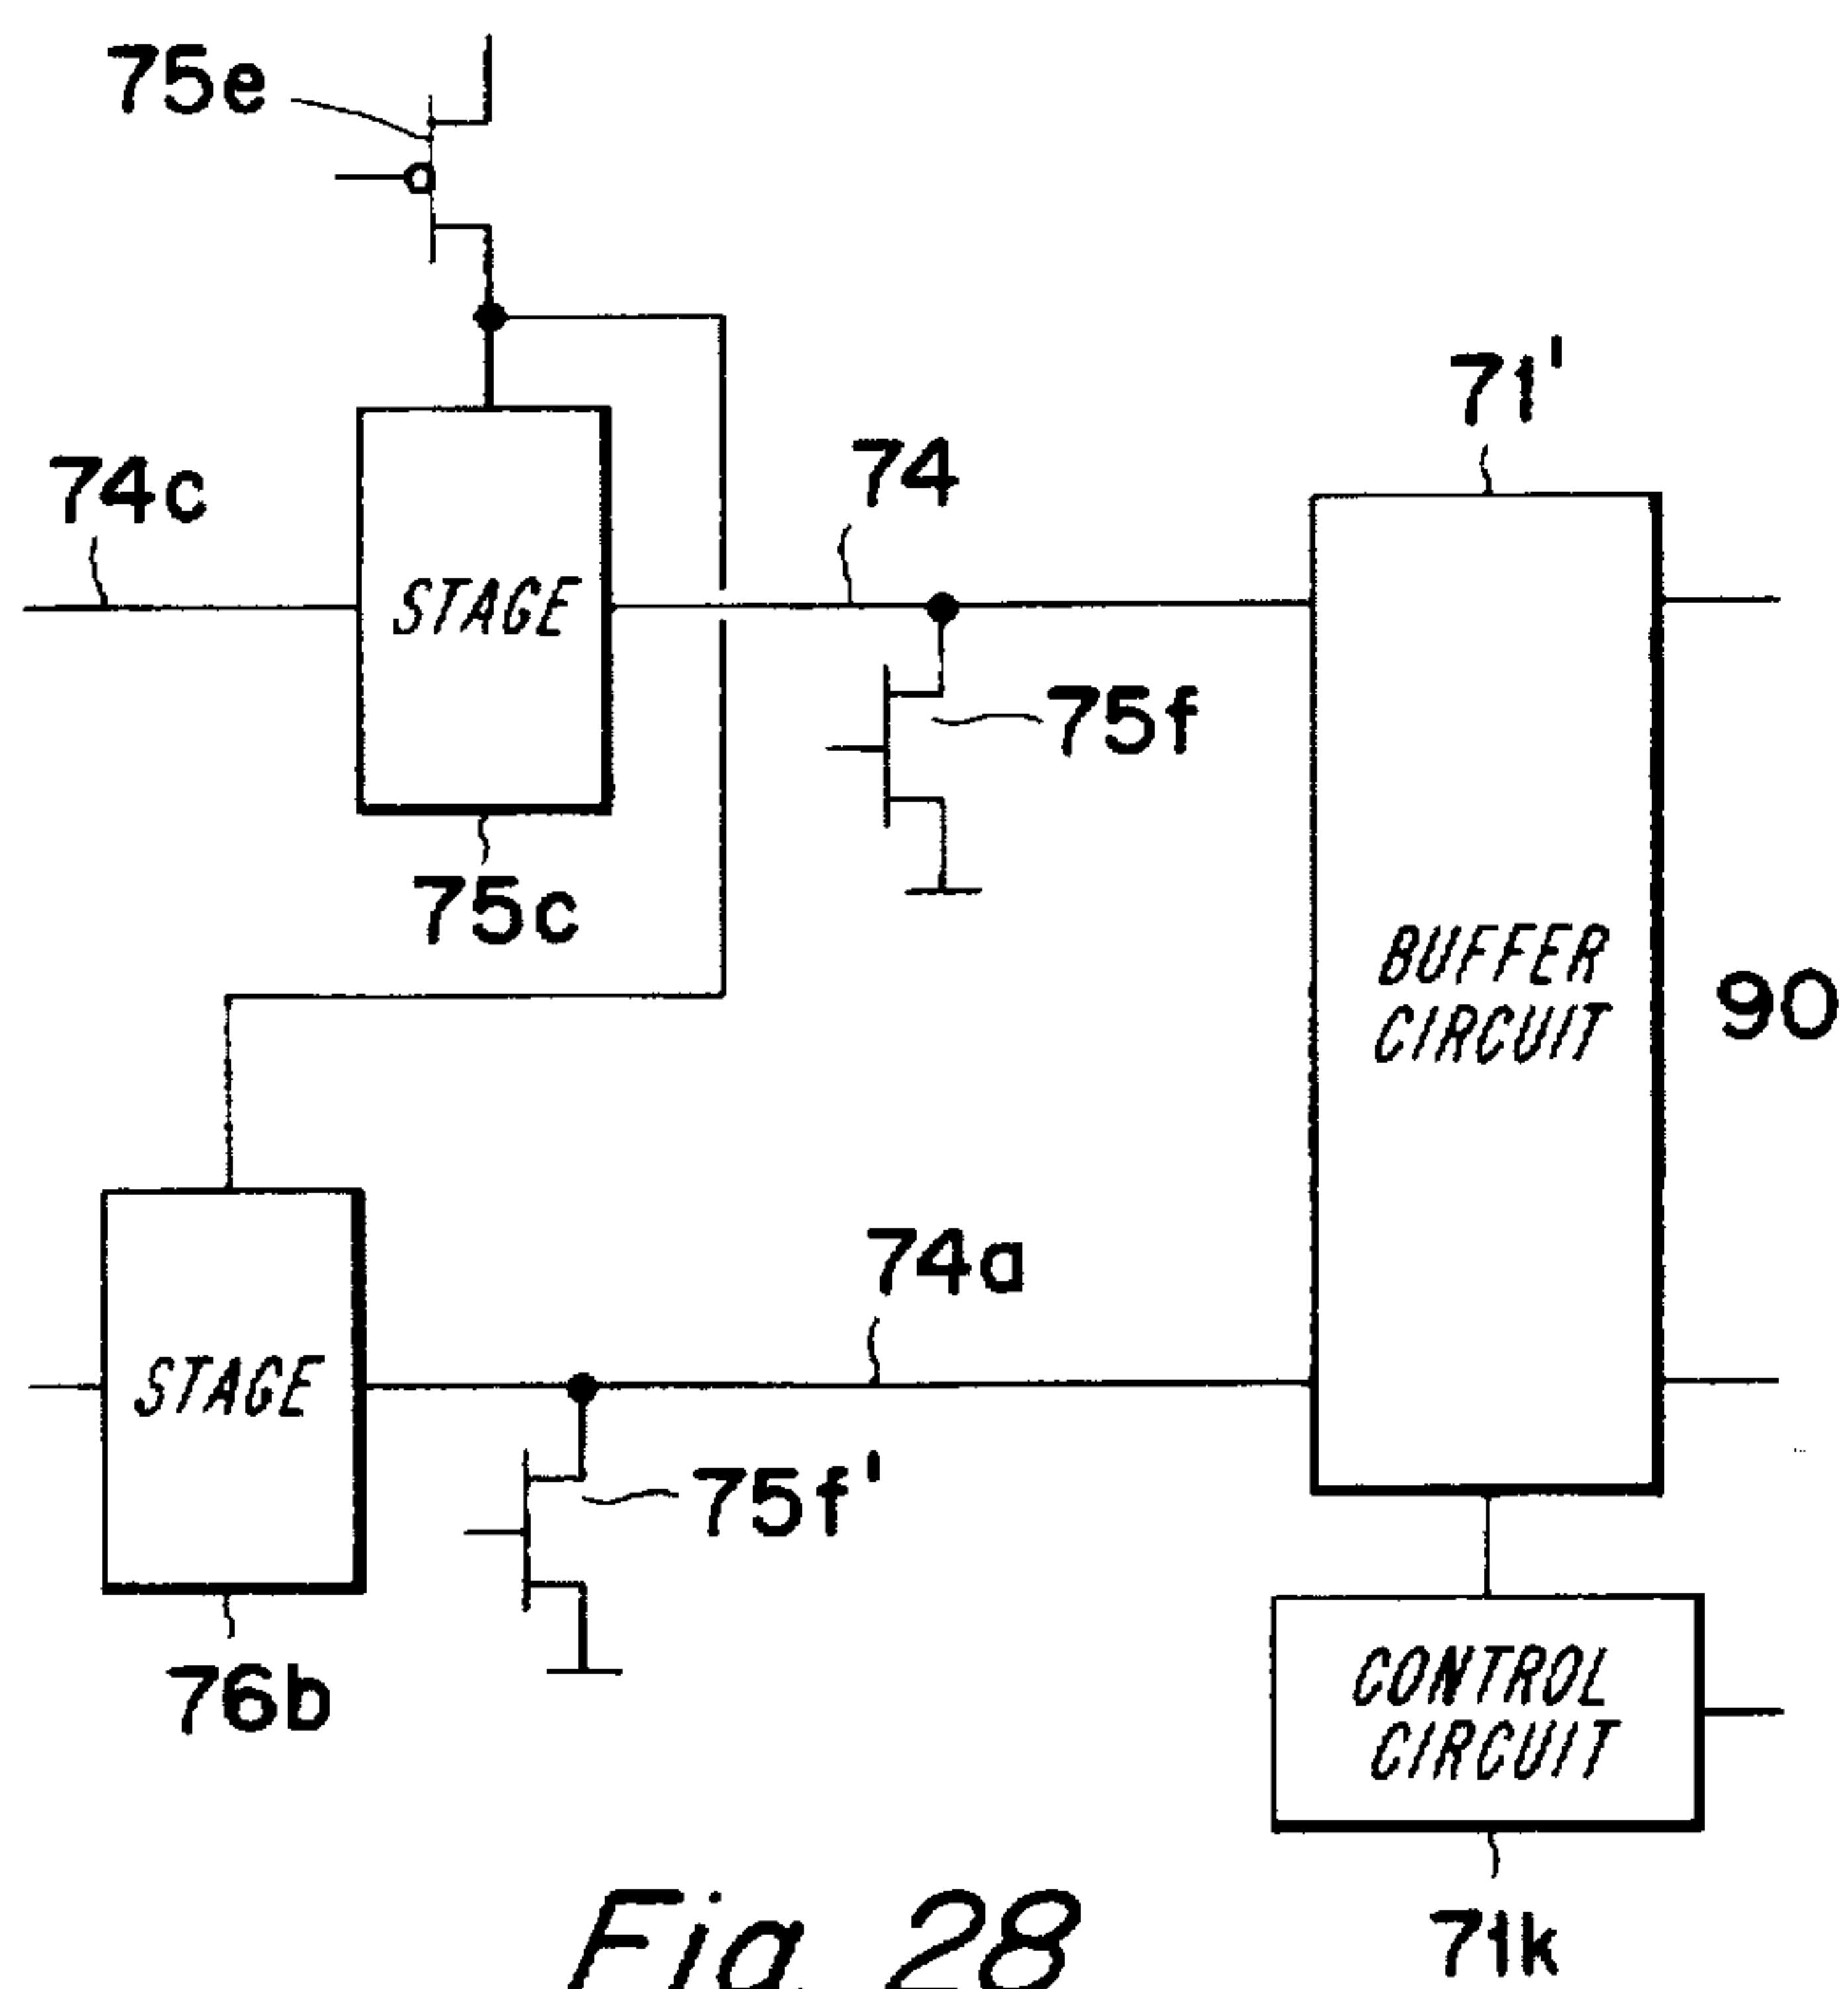 75e
71'
74c
74
STAGE
75f
75c
BUFFER
CIRCUIT
90
74a
STAGE
75f'
76b
CONTROL
CIRCUIT
71k
Fig. 28